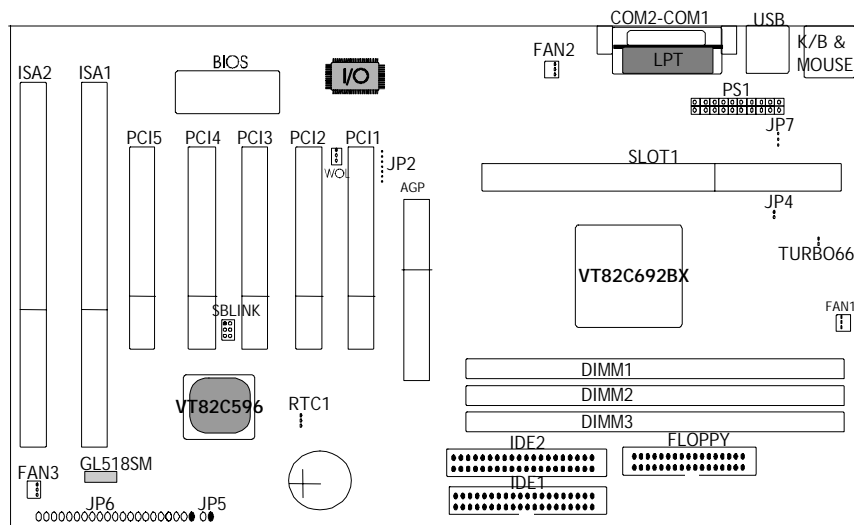 COM2-COM1
USB
FAN2
LPT
K/B &
MOUSE
ISA2
ISA1
BIOS
I/O
PS1
JP7
PCI5
PCI4
PCI3
PCI2
PCI1
WOL
JP2
SLOT1
AGP
JP4
TURBO66
VT82C692BX
SBLINK
FAN1
DIMM1
DIMM2
DIMM3
VT82C596
RTC1
IDE2
FLOPPY
GL518SM
FAN3
IDE1
JP6
JP5